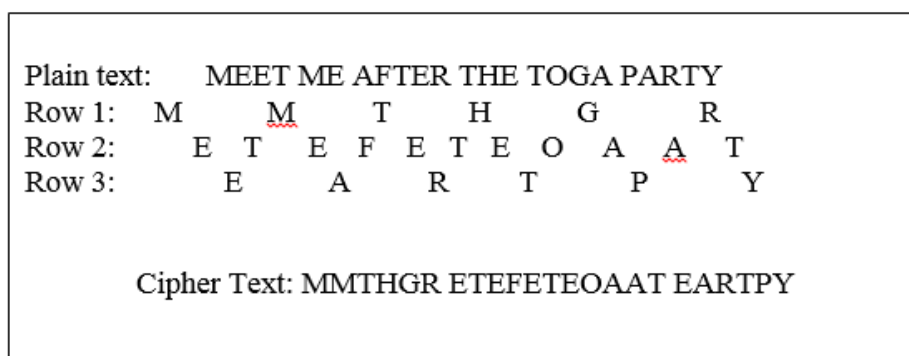 Plain text: MEET ME AFTER THE TOGA PARTY
Row 1: M M T H G R
Row 2: E T E F E T E O A A T
Row 3: E A R T P Y
Cipher Text: MMTHGR ETEFETEOAAT EARTPY